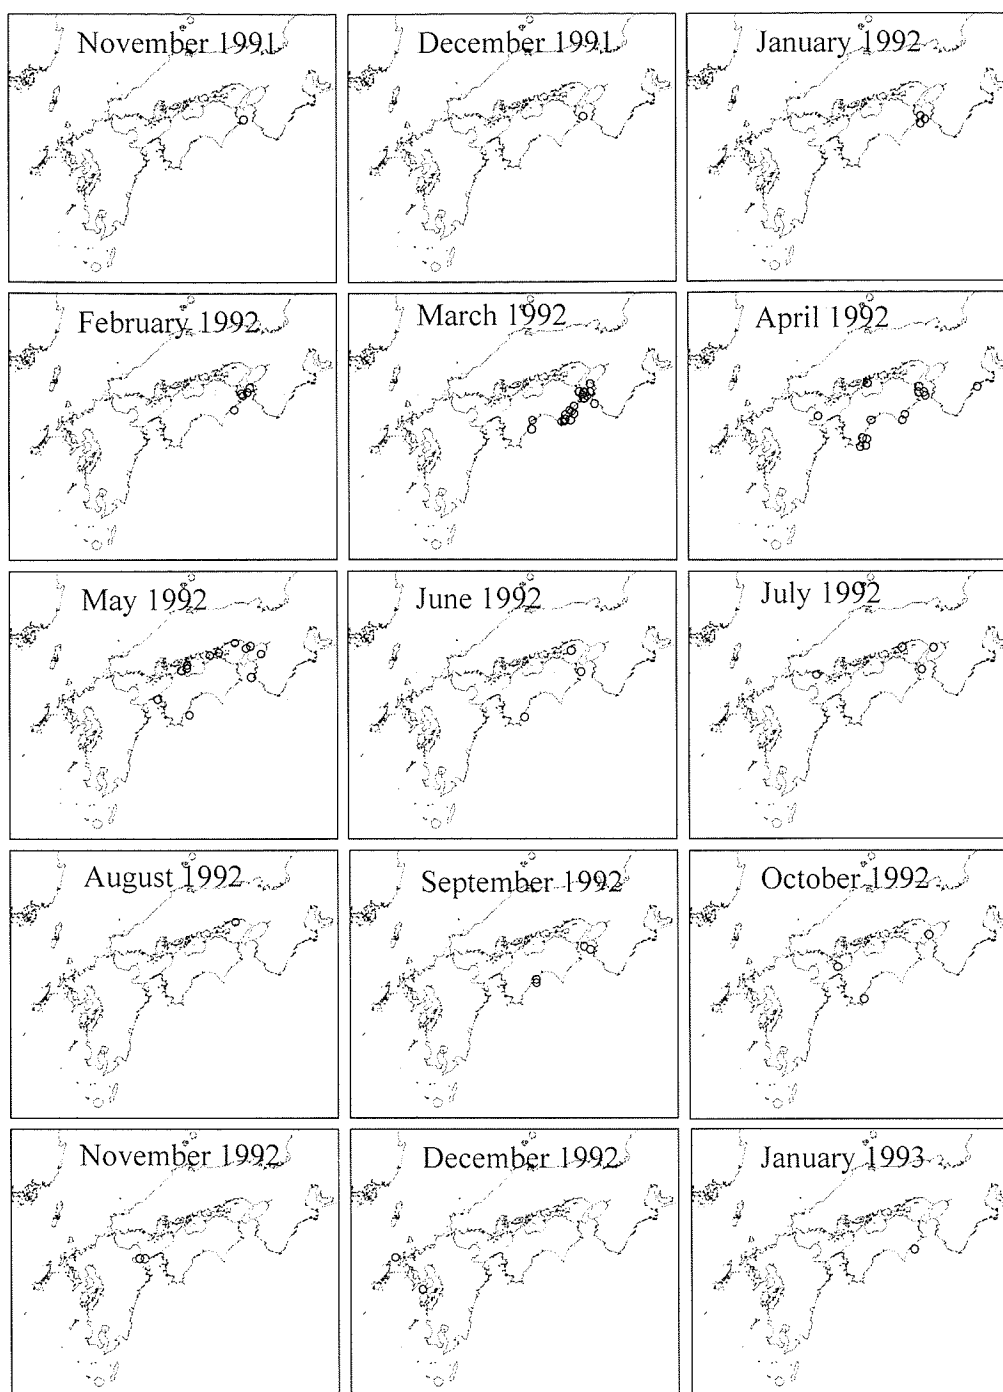 November 1991
December 1991
January 1992
February 1992
March 1992
April 1992
May 1992
June 1992
July 1992
August 1992
September 1992
October 1992
November 1992
December 1992
January 1993